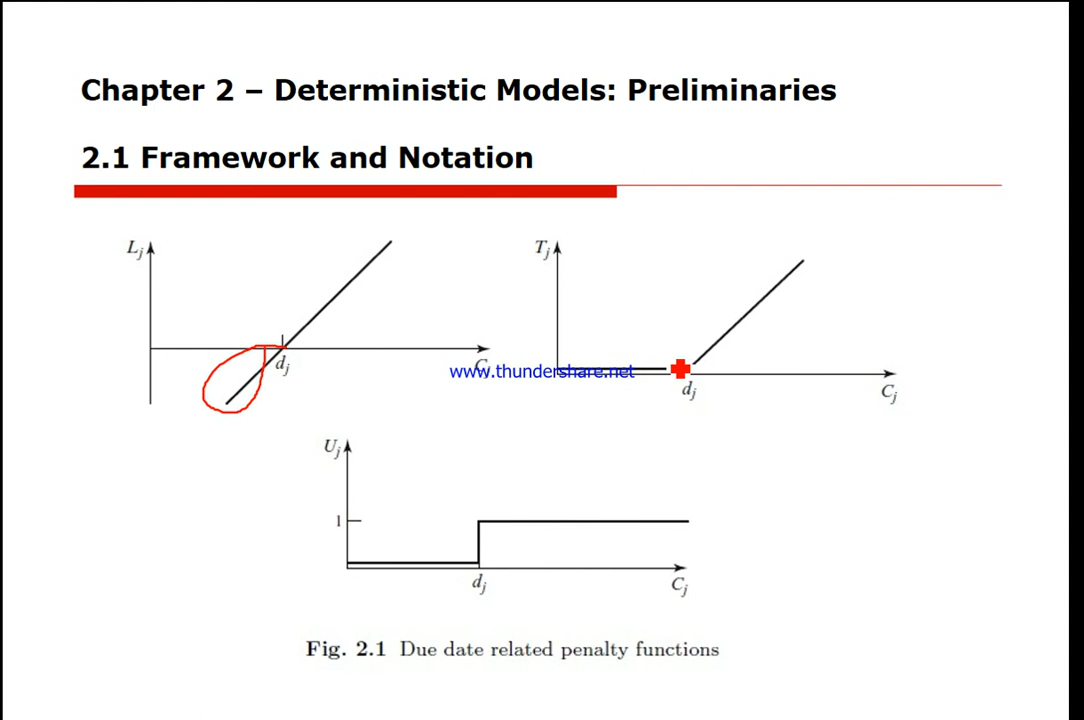 Chapter 2 – Deterministic Models: Preliminaries
2.1 Framework and Notation
Lj
Tj
dj
www.thundershare.net
dj
Cj
Uj
1
dj
Cj
Fig. 2.1 Due date related penalty functions